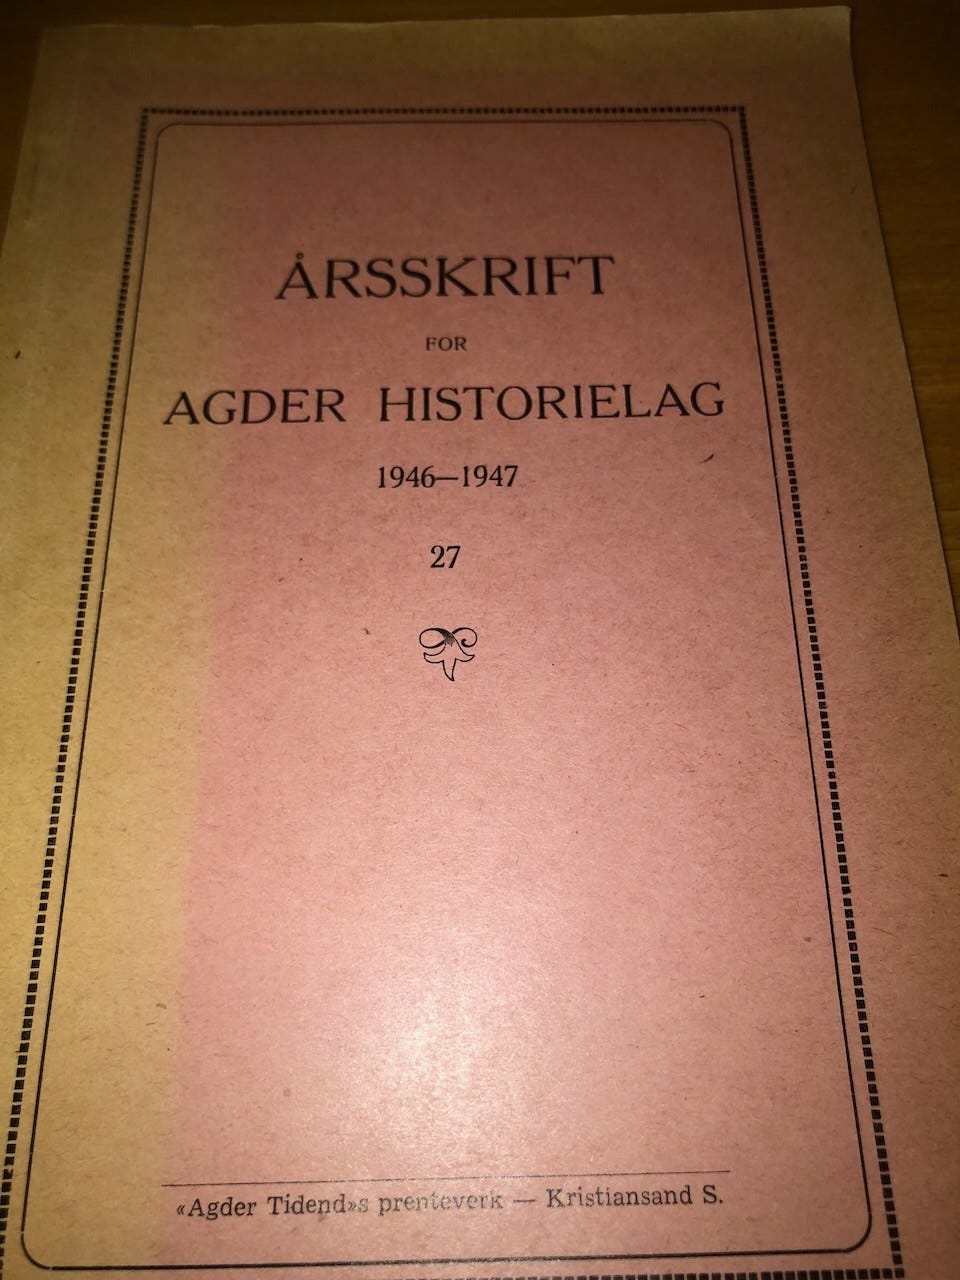 ÅRSSKRIFT
FOR
AGDER HISTORIELAG
1946—1947
27
«Agder Tidend»s prenteverk — Kristiansand S.